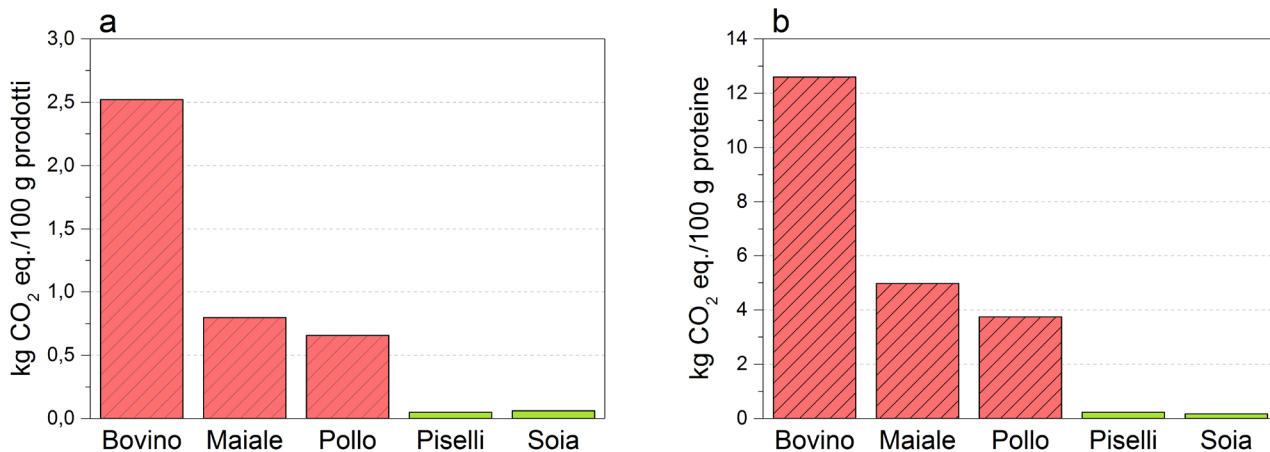 a
kg CO₂ eq./100 g prodotti
3,0
2,5
2,0
1,5
1,0
0,5
0,0
Bovino Maiale Pollo Piselli Soia
b
kg CO₂ eq./100 g proteine
14
12
10
8
6
4
2
0
Bovino Maiale Pollo Piselli Soia